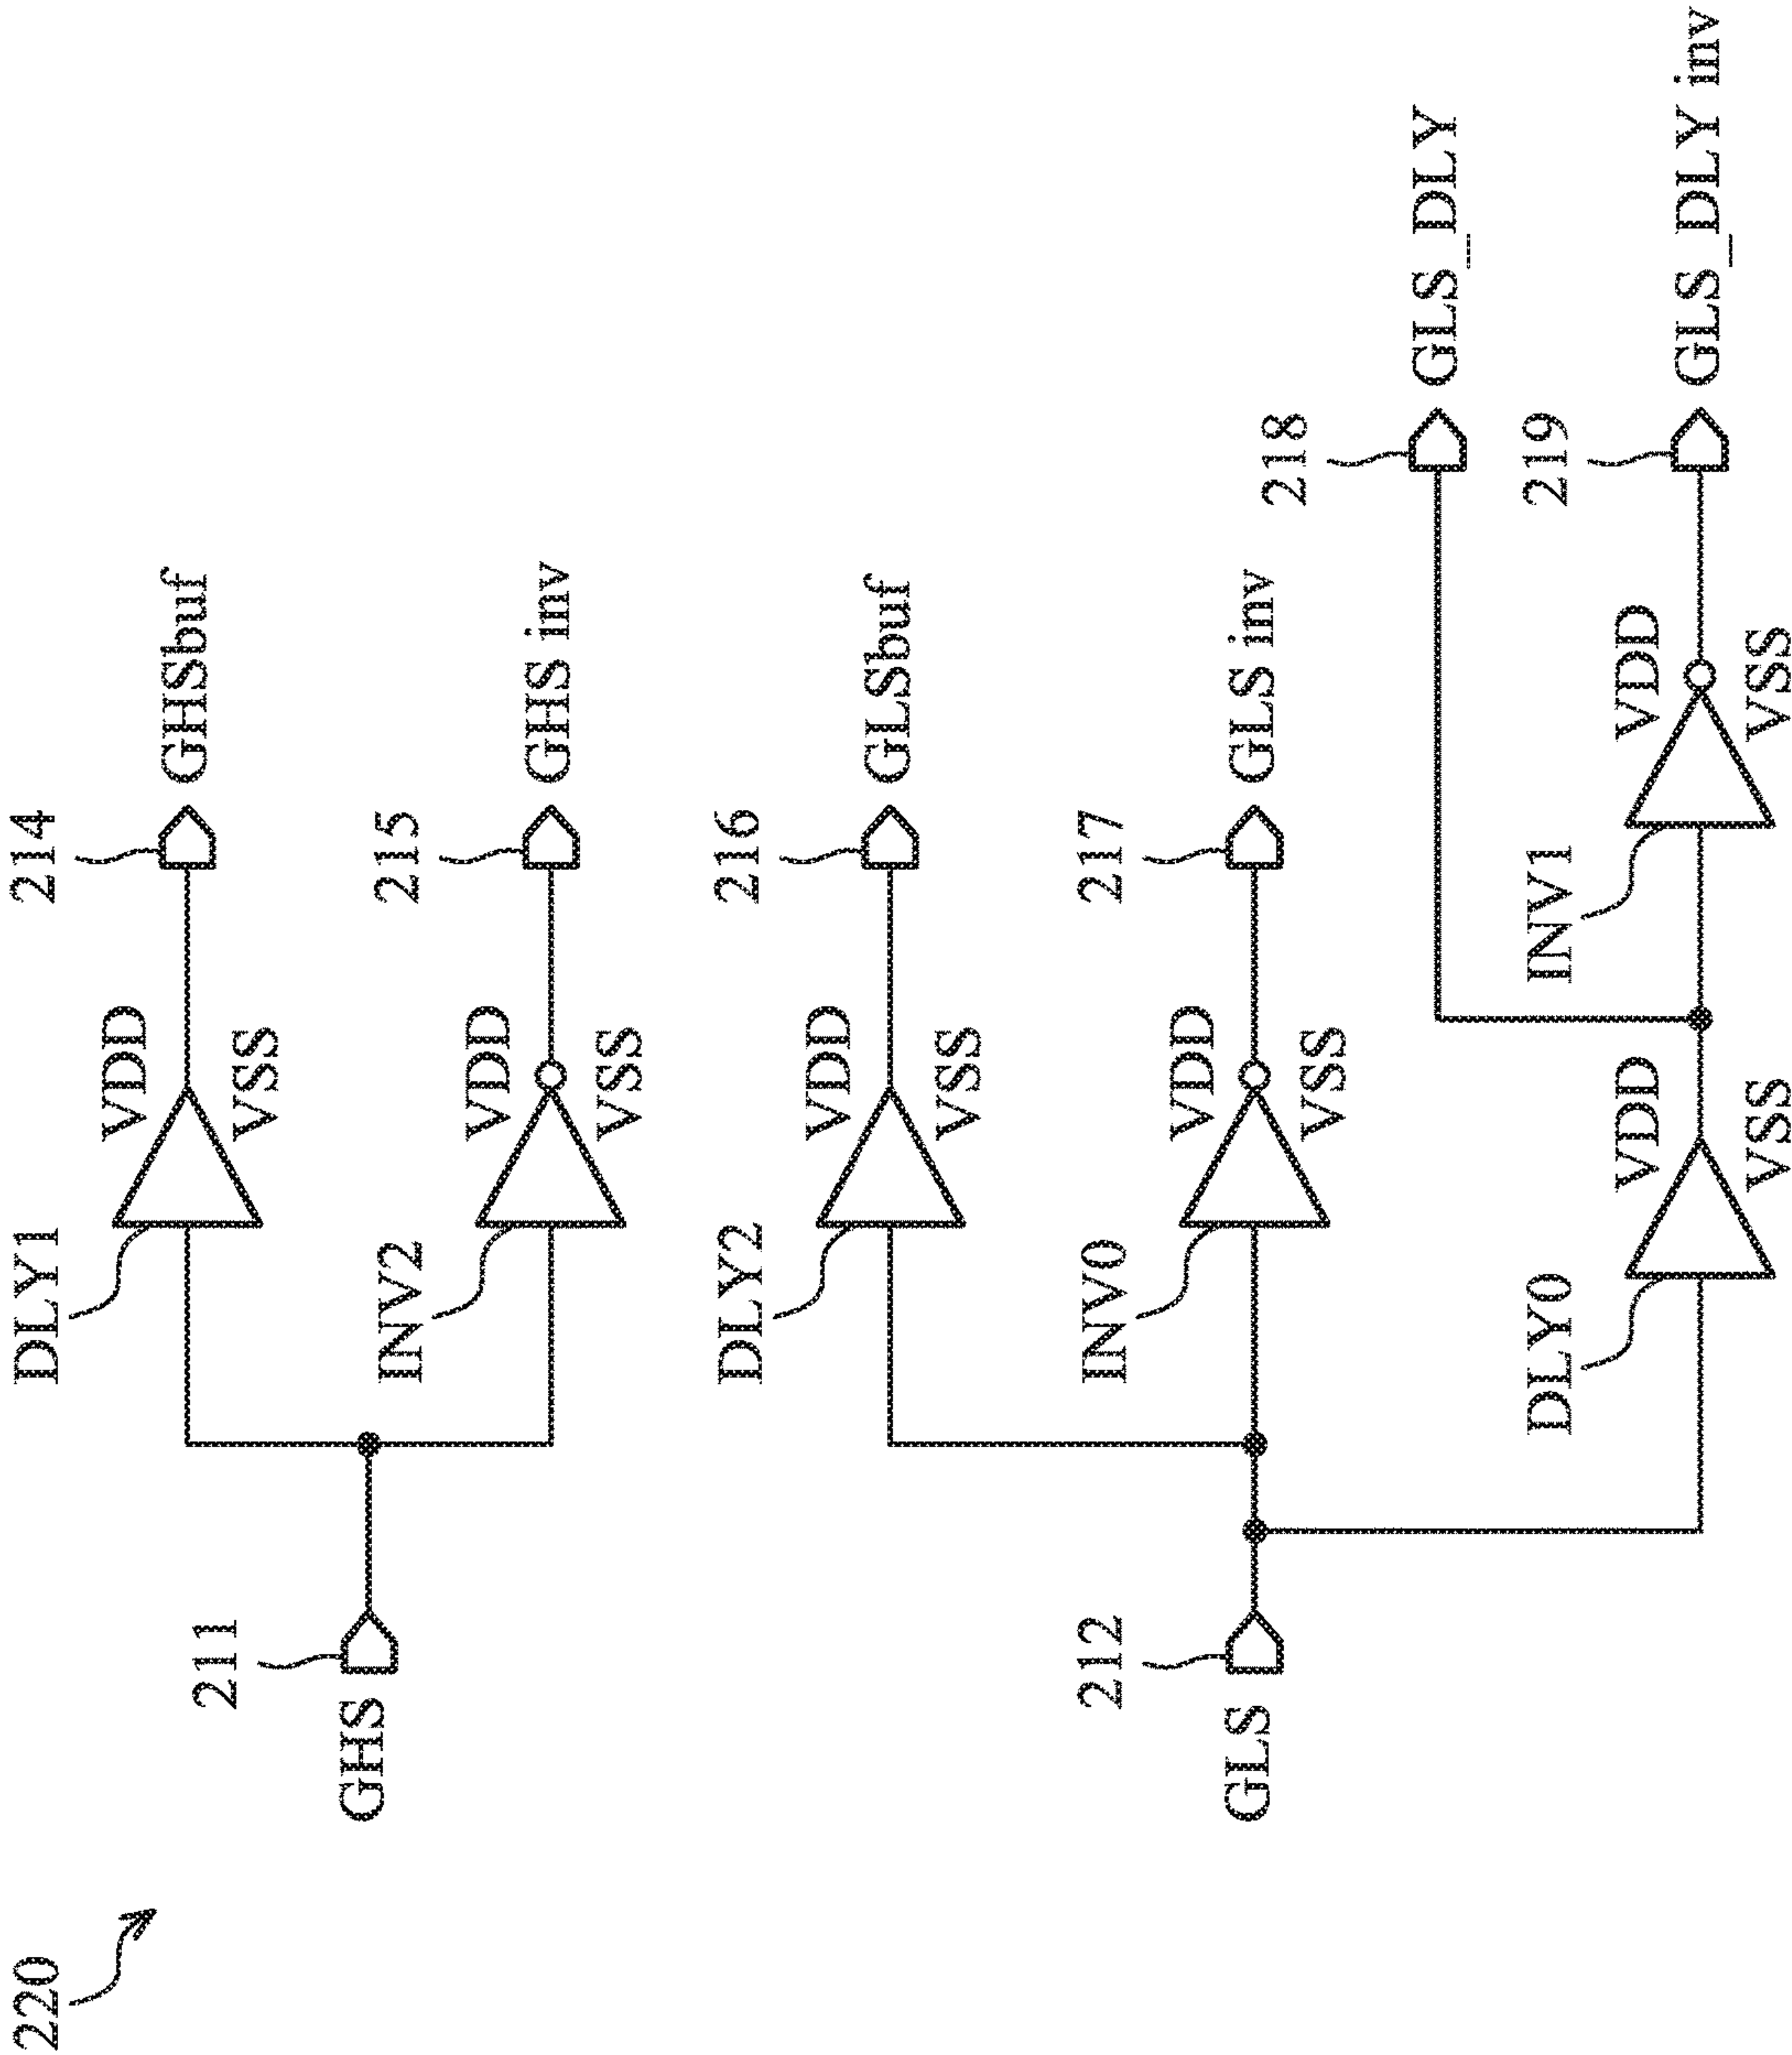 220
GHS
211
DLY1
VDD
VSS
214
GHSbuf
INV2
VDD
VSS
215
GHS inv
GLS
212
DLY2
VDD
VSS
216
GLSbuf
INV0
VDD
VSS
217
GLS inv
218
GLS_DLY
DLY0
VDD
VSS
INV1
VDD
VSS
219
GLS_DLY inv